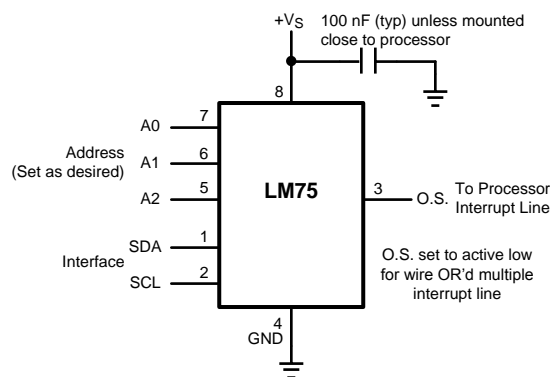 +VS
100 nF (typ) unless mounted
close to processor
8
A0
7
Address
(Set as desired)
A1
6
A2
5
LM75
3
O.S.
To Processor
Interrupt Line
SDA
1
Interface
SCL
2
O.S. set to active low
for wire OR'd multiple
interrupt line
4
GND